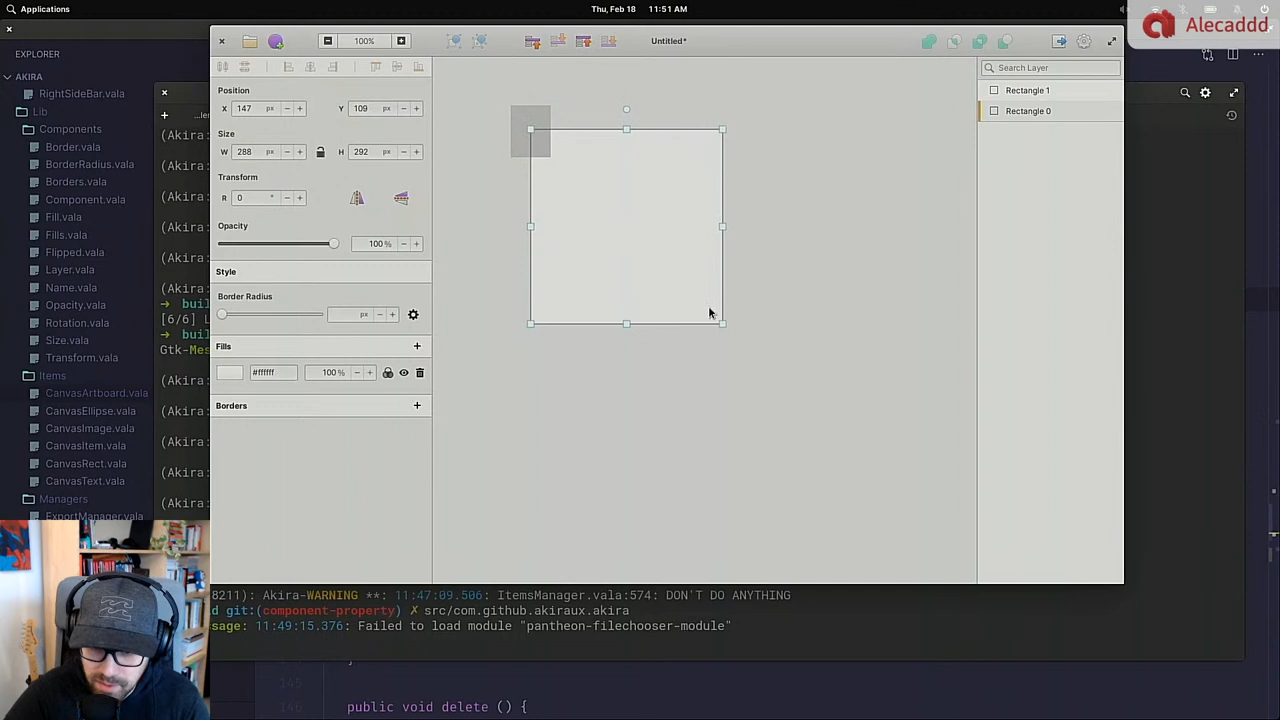 Applications
Thu, Feb 18 11:51 AM
Alecaddd
EXPLORER
AKIRA
RightSideBar.vala
Lib
Components
Border.vala
BorderRadius.vala
Borders.vala
Component.vala
Fill.vala
Fills.vala
Flipped.vala
Layer.vala
Name.vala
Opacity.vala
Rotation.vala
Size.vala
Transform.vala
Items
CanvasArtboard.vala
CanvasEllipse.vala
CanvasImage.vala
CanvasItem.vala
CanvasRect.vala
CanvasText.vala
Managers
ExportManager.vala
...len
(Akira:
(Akira:
(Akira:
(Akira:
(Akira:
(Akira:
→ buil
[6/6] L
→ buil
Gtk-Mes
(Akira:
(Akira:
(Akira:
(Akira:
(Akira:
100%
Untitled*
Position
X 147 px − + Y 109 px − +
Size
W 288 px − + H 292 px − +
Transform
R 0 ° − +
Opacity
100 % − +
Style
Border Radius
px − +
Fills +
#ffffff 100 % − +
Borders +
Search Layer
Rectangle 1
Rectangle 0
8211): Akira-WARNING **: 11:47:09.506: ItemsManager.vala:574: DON'T DO ANYTHING
d git:(component-property) ✗ src/com.github.akiraux.akira
ssage: 11:49:15.376: Failed to load module "pantheon-filechooser-module"
145
146 public void delete () {